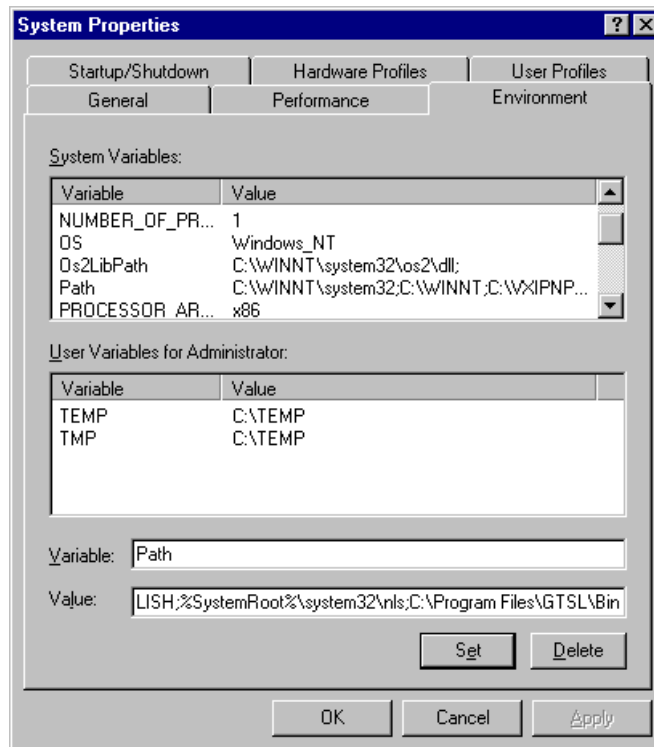 System Properties
Startup/Shutdown Hardware Profiles User Profiles
General Performance Environment
System Variables:
Variable Value
NUMBER_OF_PR... 1
OS Windows_NT
Os2LibPath C:\WINNT\system32\os2\dll;
Path C:\WINNT\system32;C:\WINNT;C:\VXIPNP...
PROCESSOR_AR... x86
User Variables for Administrator:
Variable Value
TEMP C:\TEMP
TMP C:\TEMP
Variable: Path
Value: LISH;%SystemRoot%\system32\nls;C:\Program Files\GTSL\Bin
Set Delete
OK Cancel Apply